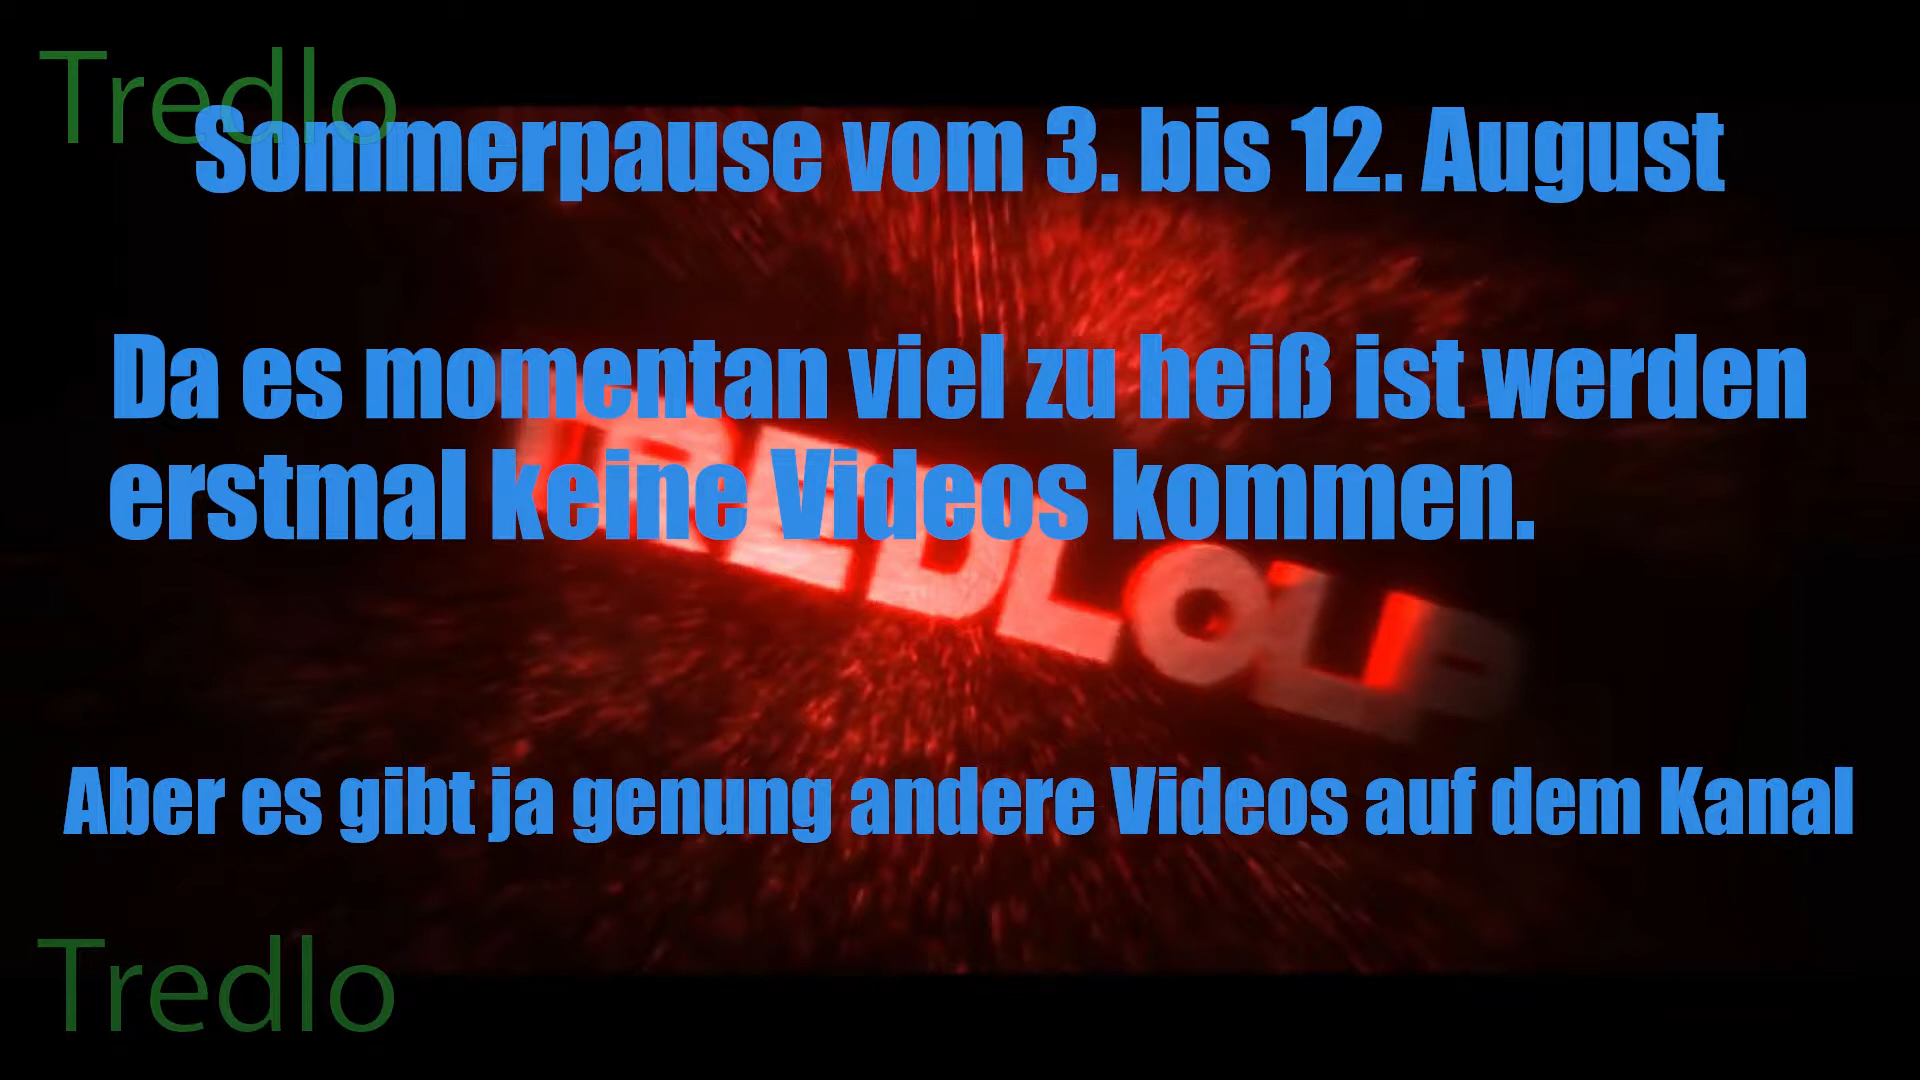 Tredlo
Sommerpause vom 3. bis 12. August
Da es momentan viel zu heiß ist werden
erstmal keine Videos kommen.
TREDLOLP
Aber es gibt ja genung andere Videos auf dem Kanal
Tredlo